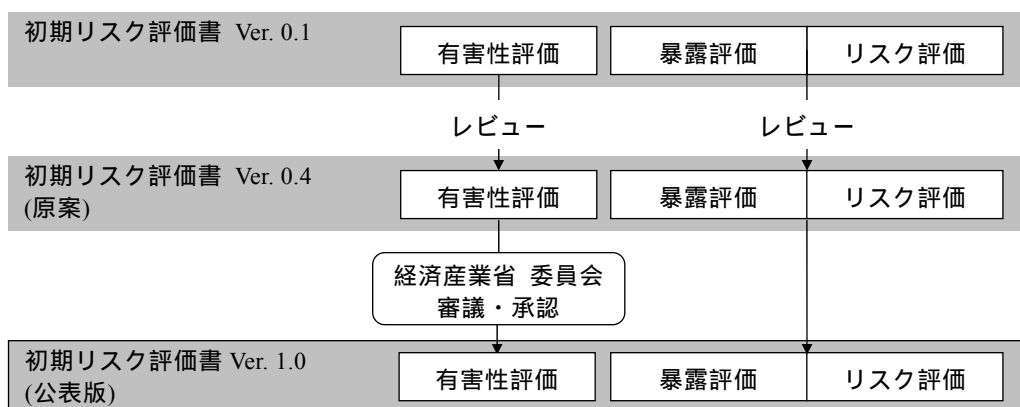 初期リスク評価書 Ver. 0.1
有害性評価 暴露評価 リスク評価
レビュー レビュー
初期リスク評価書 Ver. 0.4
(原案)
有害性評価 暴露評価 リスク評価
経済産業省 委員会
審議・承認
初期リスク評価書 Ver. 1.0
(公表版)
有害性評価 暴露評価 リスク評価